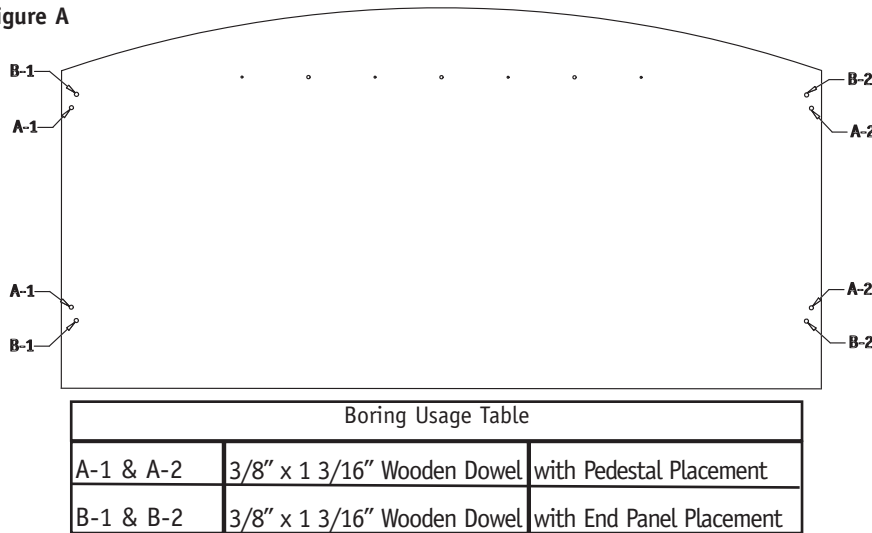 igure A
B-1
B-2
A-1
A-2
A-1
A-2
B-1
B-2
Boring Usage Table
A-1 & A-2 3/8" x 1 3/16" Wooden Dowel with Pedestal Placement
B-1 & B-2 3/8" x 1 3/16" Wooden Dowel with End Panel Placement